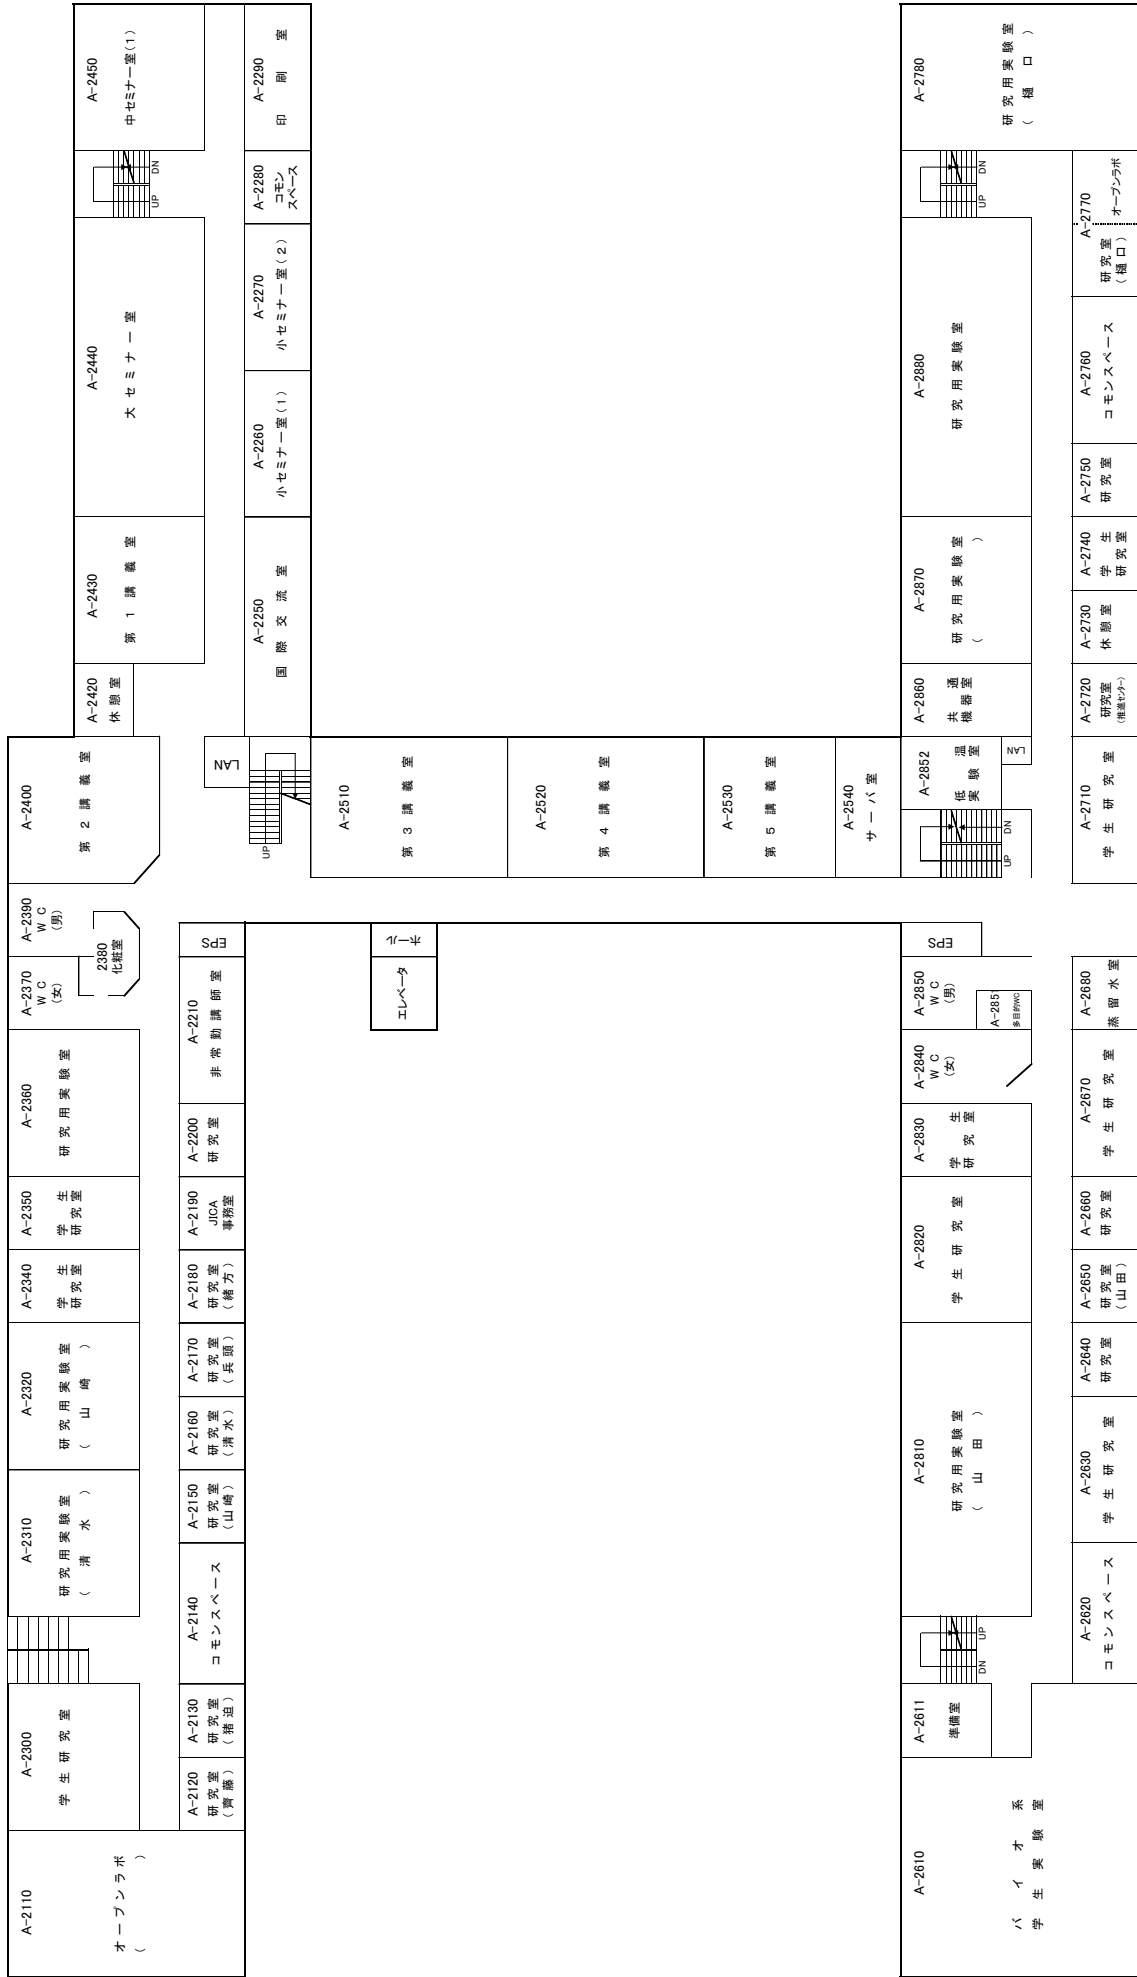 A-2450
中セミナー室(1)
A-2290
印刷室
DN
UP
A-2280
コモン
スペース
A-2440
大セミナー室
A-2270
小セミナー室(2)
A-2260
小セミナー室(1)
A-2430
第1講義室
A-2250
国際交流室
A-2420
休憩室
A-2400
第2講義室
LAN
UP
A-2510
第3講義室
A-2520
第4講義室
A-2530
第5講義室
A-2540
サーバ室
A-2780
研究用実験室
(樋口)
DN
UP
オープンラボ
A-2770
研究室
(樋口)
A-2880
研究用実験室
A-2760
コモンスペース
A-2750
研究室
A-2870
研究用実験室
( )
A-2740
学生
研究室
A-2730
休憩室
A-2860
共通
機器室
A-2720
研究室
(推進センター)
A-2852
低温
実験室
LAN
DN
UP
A-2710
学生研究室
A-2390
WC
(男)
2380
化粧室
A-2370
WC
(女)
EPS
A-2210
非常勤講師室
ホール
エレベータ
A-2360
研究用実験室
A-2200
研究室
A-2350
学生
研究室
A-2190
JICA
事務室
A-2340
学生
研究室
A-2180
研究室
(緒方)
A-2320
研究用実験室
(山崎)
A-2170
研究室
(兵頭)
A-2160
研究室
(清水)
A-2310
研究用実験室
(清水)
A-2150
研究室
(山崎)
A-2140
コモンスペース
A-2300
学生研究室
A-2130
研究室
(猪迫)
A-2120
研究室
(齊藤)
A-2110
オープンラボ
( )
EPS
A-2850
WC
(男)
A-2851
多目的WC
A-2680
蒸留水室
A-2840
WC
(女)
A-2670
学生研究室
A-2830
学生
研究室
A-2820
学生研究室
A-2660
研究室
A-2650
研究室
(山田)
A-2810
研究用実験室
(山田)
A-2640
研究室
A-2630
学生研究室
UP
DN
A-2620
コモンスペース
A-2611
準備室
A-2610
バイオ系
学生実験室